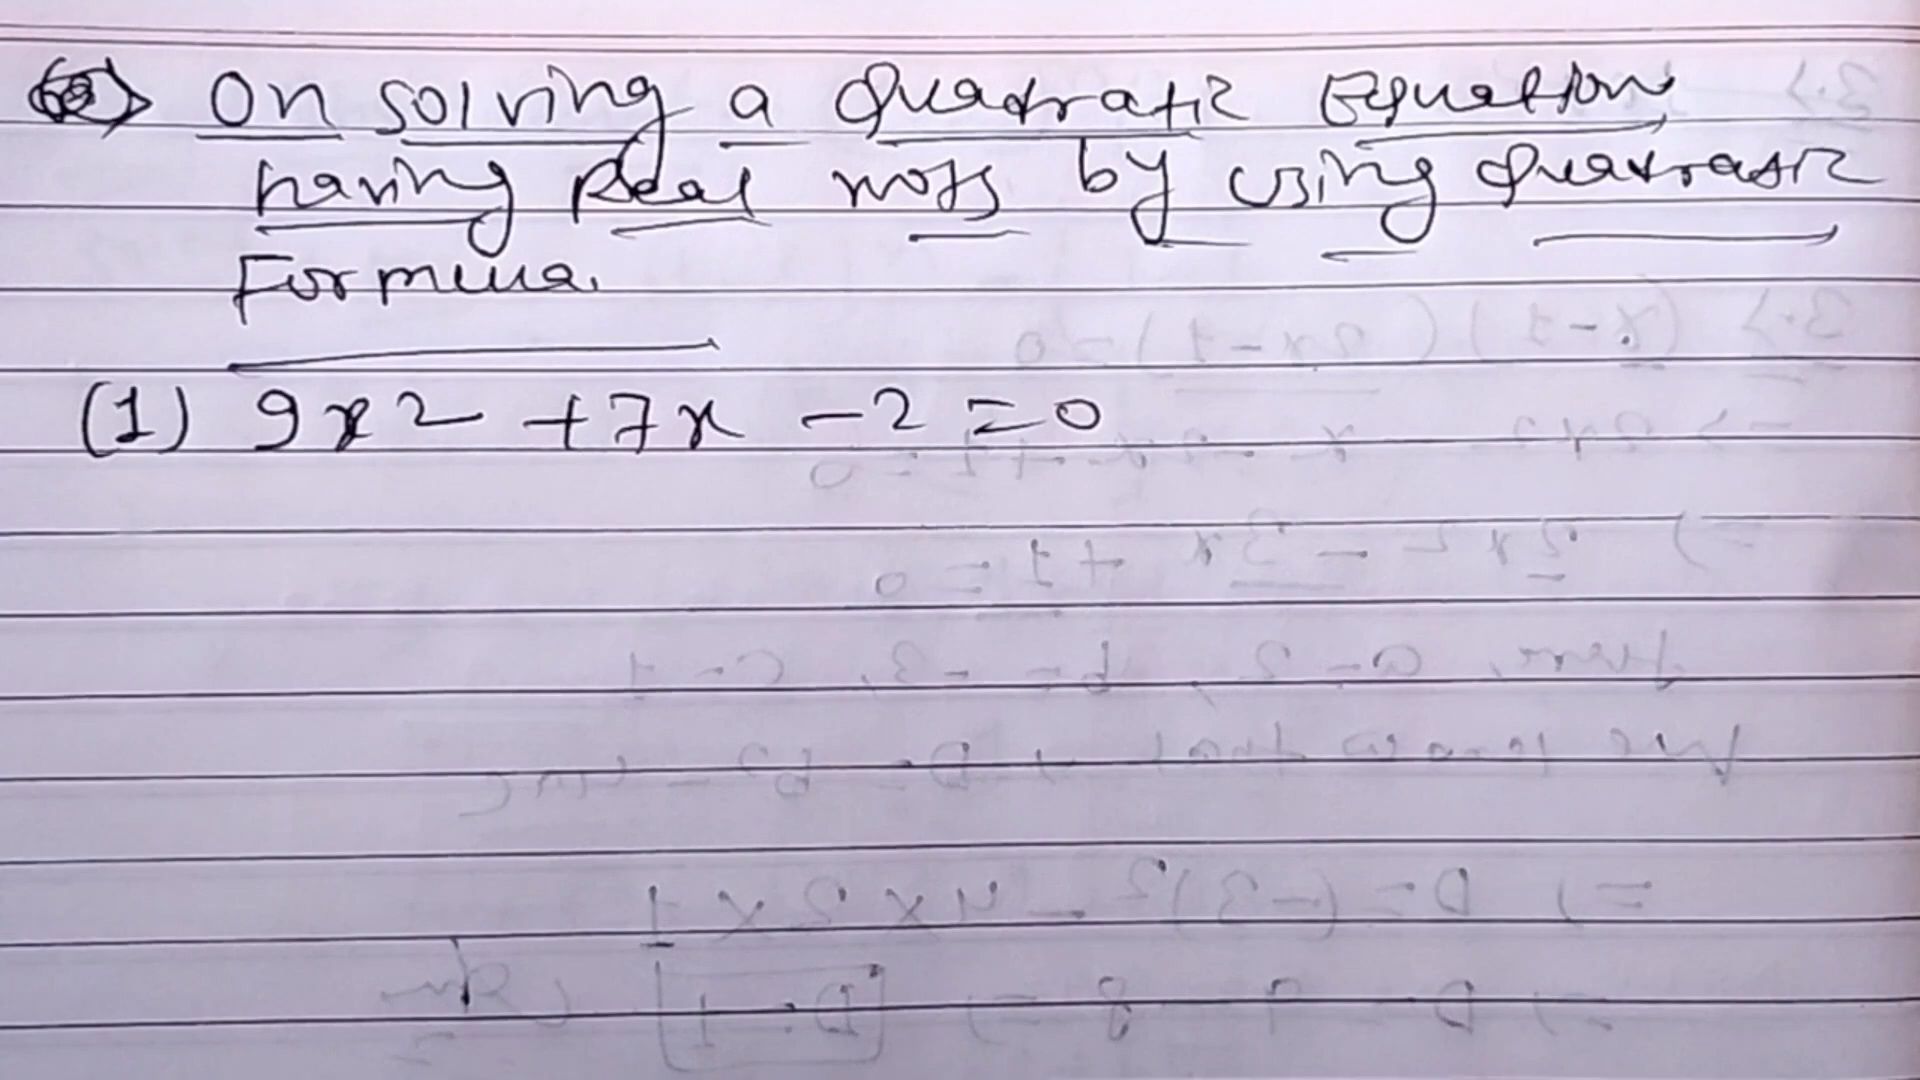 On solving a Quadratic Equation
having Real roots by using Quadratic
Formula.
(1) 9x2 +7x -2 =0